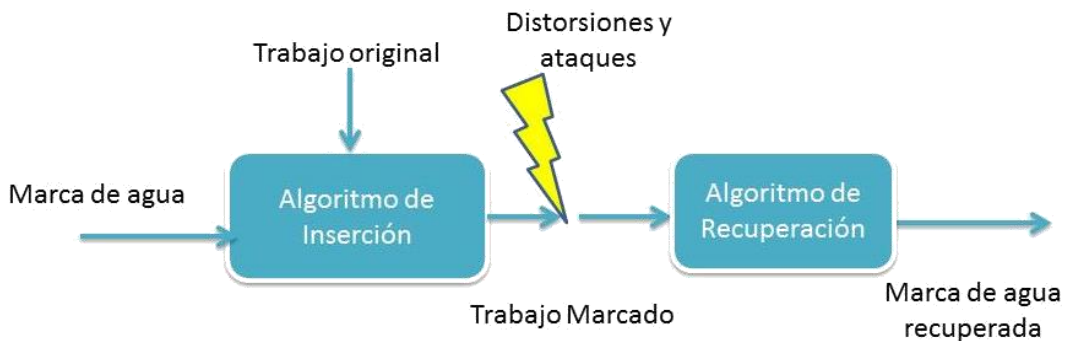 Distorsiones y
ataques
Trabajo original
Marca de agua
Algoritmo de
Inserción
Algoritmo de
Recuperación
Trabajo Marcado
Marca de agua
recuperada